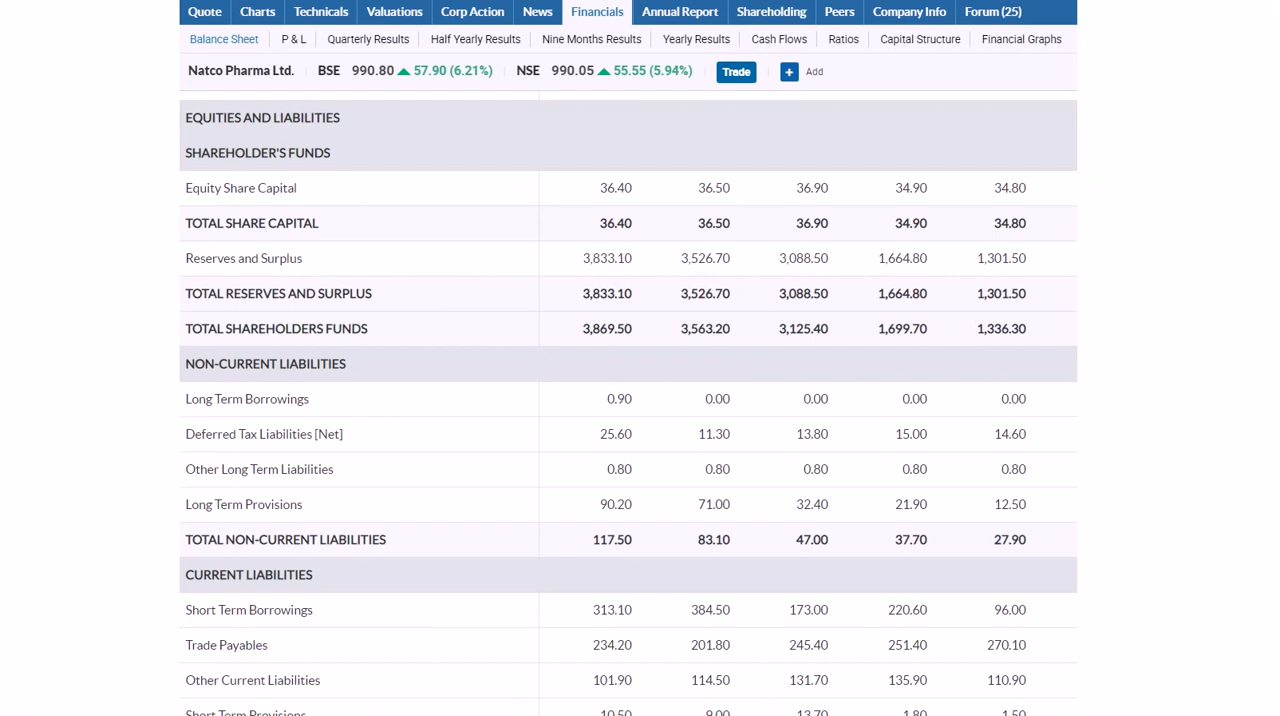 Quote Charts Technicals Valuations Corp Action News Financials Annual Report Shareholding Peers Company Info Forum (25)
Balance Sheet P & L Quarterly Results Half Yearly Results Nine Months Results Yearly Results Cash Flows Ratios Capital Structure Financial Graphs
Natco Pharma Ltd. BSE 990.80 57.90 (6.21%) NSE 990.05 55.55 (5.94%) Trade + Add
EQUITIES AND LIABILITIES
SHAREHOLDER'S FUNDS
Equity Share Capital 36.40 36.50 36.90 34.90 34.80
TOTAL SHARE CAPITAL 36.40 36.50 36.90 34.90 34.80
Reserves and Surplus 3,833.10 3,526.70 3,088.50 1,664.80 1,301.50
TOTAL RESERVES AND SURPLUS 3,833.10 3,526.70 3,088.50 1,664.80 1,301.50
TOTAL SHAREHOLDERS FUNDS 3,869.50 3,563.20 3,125.40 1,699.70 1,336.30
NON-CURRENT LIABILITIES
Long Term Borrowings 0.90 0.00 0.00 0.00 0.00
Deferred Tax Liabilities [Net] 25.60 11.30 13.80 15.00 14.60
Other Long Term Liabilities 0.80 0.80 0.80 0.80 0.80
Long Term Provisions 90.20 71.00 32.40 21.90 12.50
TOTAL NON-CURRENT LIABILITIES 117.50 83.10 47.00 37.70 27.90
CURRENT LIABILITIES
Short Term Borrowings 313.10 384.50 173.00 220.60 96.00
Trade Payables 234.20 201.80 245.40 251.40 270.10
Other Current Liabilities 101.90 114.50 131.70 135.90 110.90
Short Term Provisions 10.50 9.00 13.70 1.80 1.50